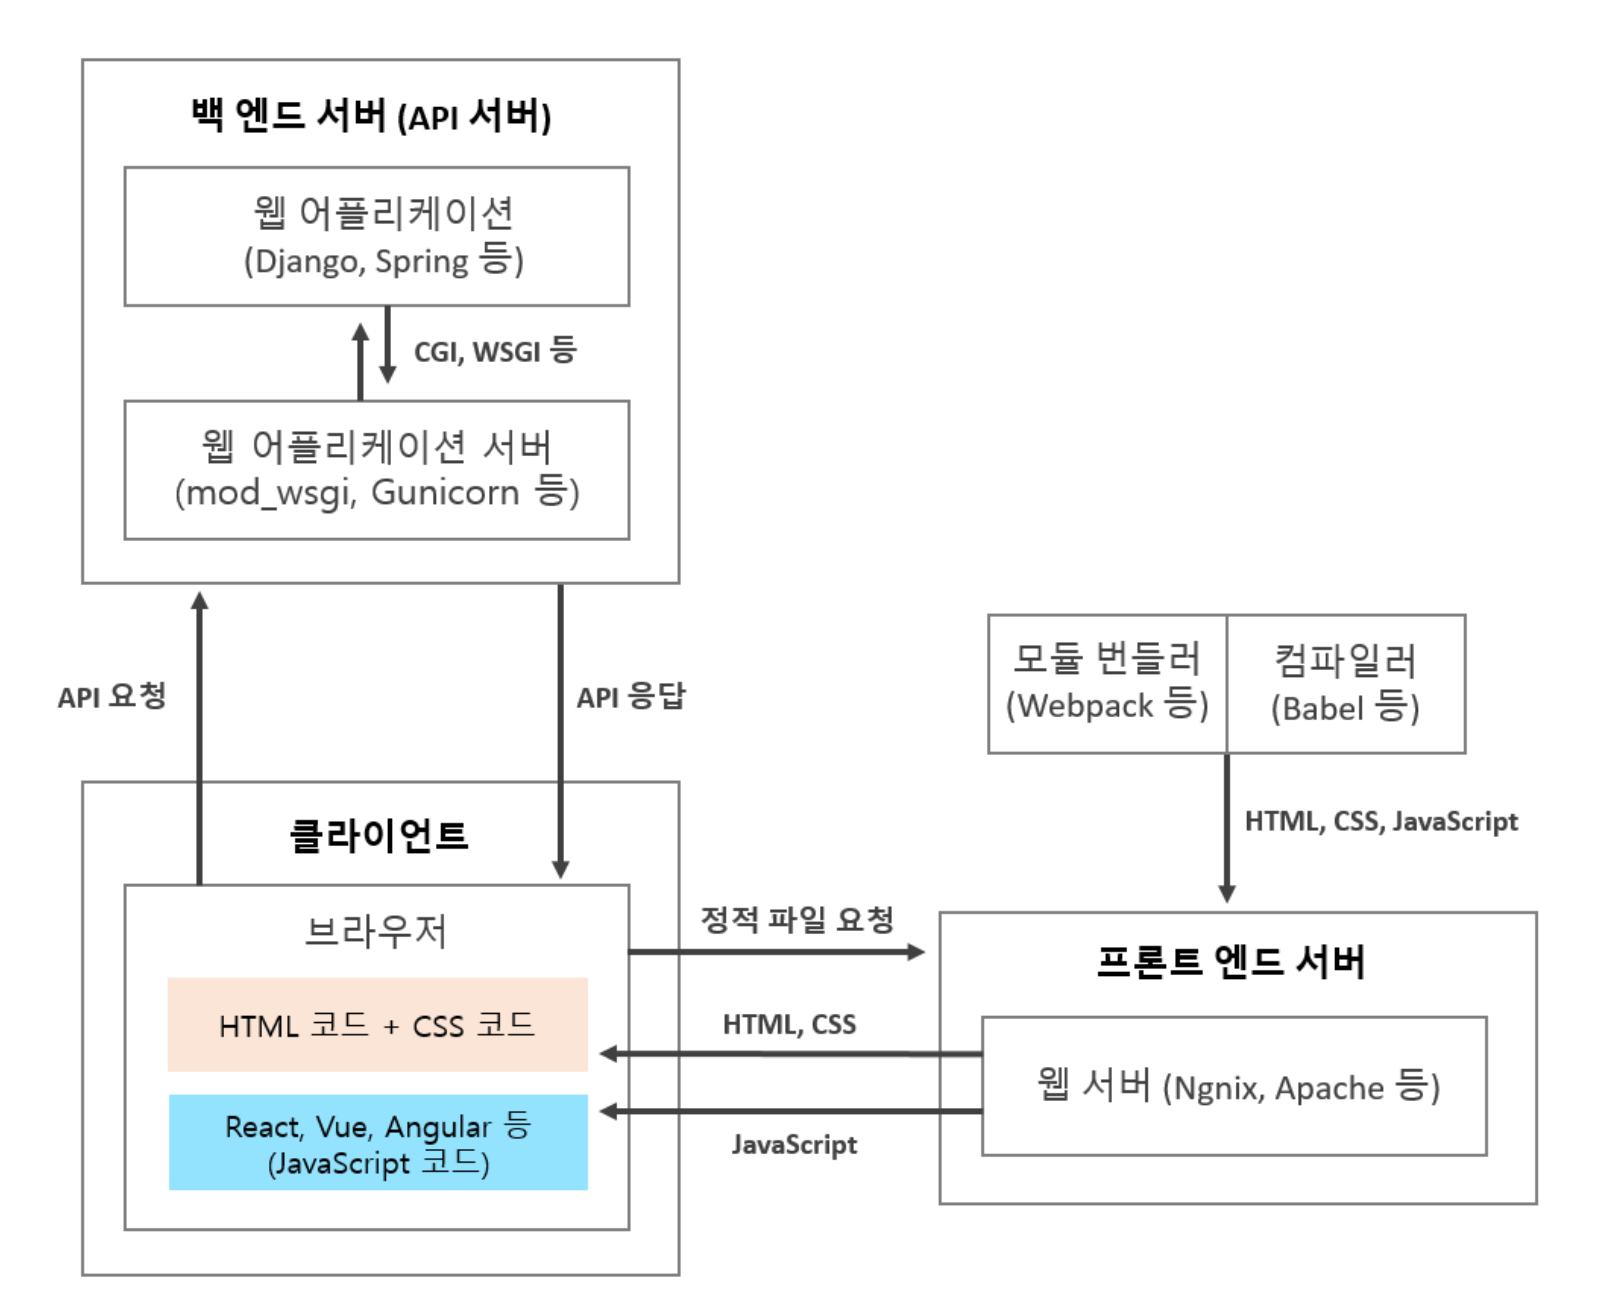 백 엔드 서버 (API 서버)
웹 어플리케이션
(Django, Spring 등)
CGI, WSGI 등
웹 어플리케이션 서버
(mod_wsgi, Gunicorn 등)
API 요청
API 응답
모듈 번들러
(Webpack 등)
컴파일러
(Babel 등)
HTML, CSS, JavaScript
클라이언트
브라우저
HTML 코드 + CSS 코드
React, Vue, Angular 등
(JavaScript 코드)
정적 파일 요청
HTML, CSS
JavaScript
프론트 엔드 서버
웹 서버 (Ngnix, Apache 등)